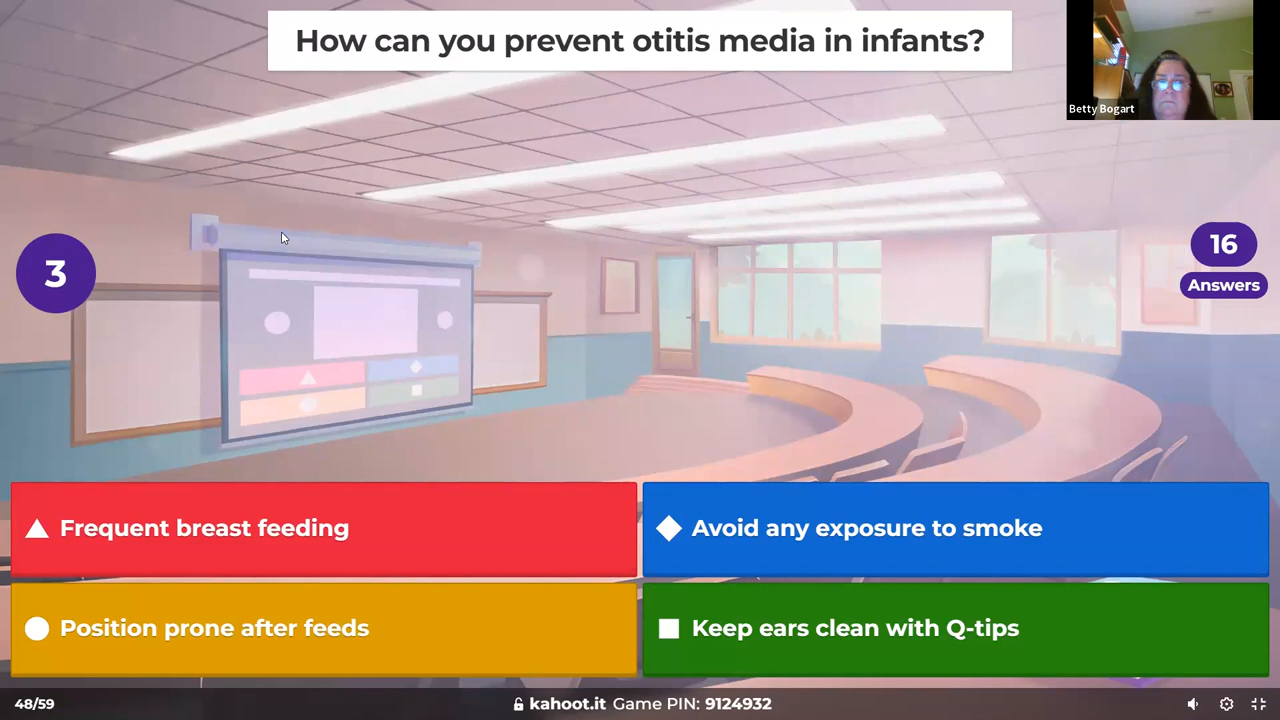 How can you prevent otitis media in infants?
Betty Bogart
3
16
Answers
Frequent breast feeding
Avoid any exposure to smoke
Position prone after feeds
Keep ears clean with Q-tips
48/59
kahoot.it Game PIN: 9124932